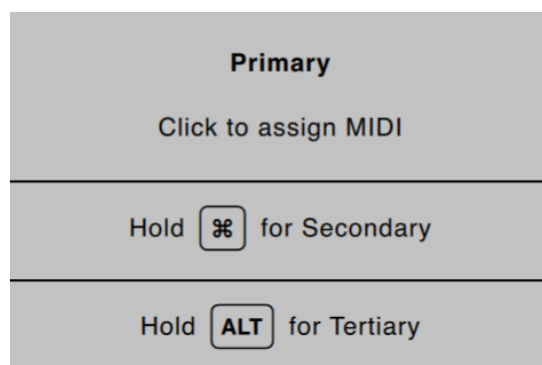 Primary
Click to assign MIDI
Hold ⌘ for Secondary
Hold ALT for Tertiary